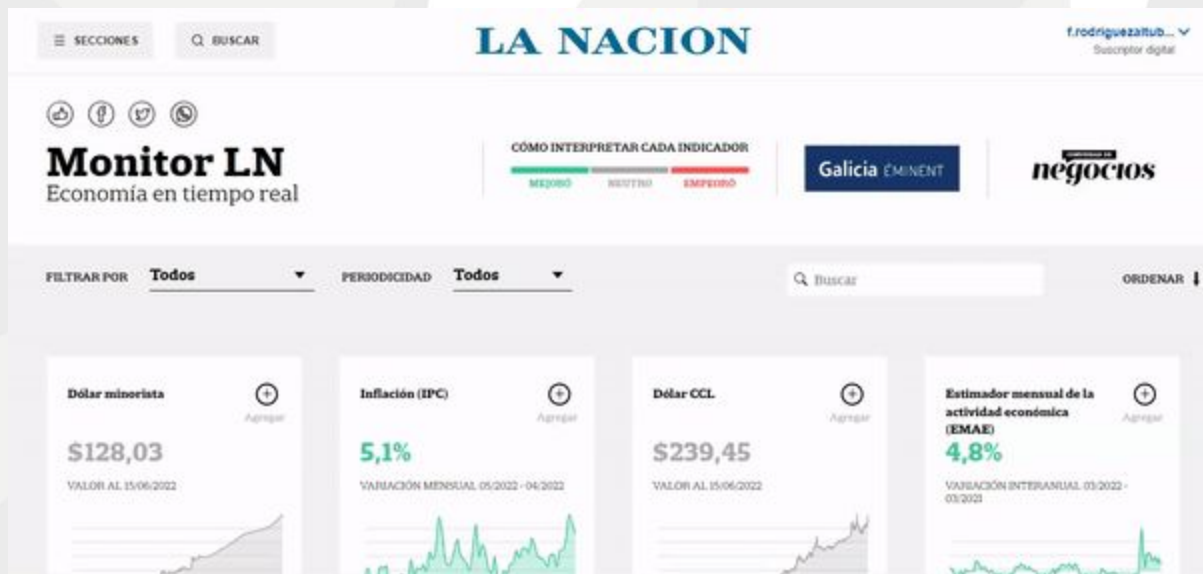 SECCIONES
BUSCAR
LA NACION
f.rodriguezaltub...
Suscriptor digital
Monitor LN
Economía en tiempo real
CÓMO INTERPRETAR CADA INDICADOR
MEJORÓ NEUTRO EMPEORÓ
Galicia ÉMINENT
negocios
FILTRAR POR Todos
PERIODICIDAD Todos
Buscar
ORDENAR
Dólar minorista
Agregar
$128,03
VALOR AL 15/06/2022
Inflación (IPC)
Agregar
5,1%
VARIACIÓN MENSUAL 05/2022 - 04/2022
Dólar CCL
Agregar
$239,45
VALOR AL 15/06/2022
Estimador mensual de la
actividad económica
(EMAE)
Agregar
4,8%
VARIACIÓN INTERANUAL 03/2022 -
03/2021